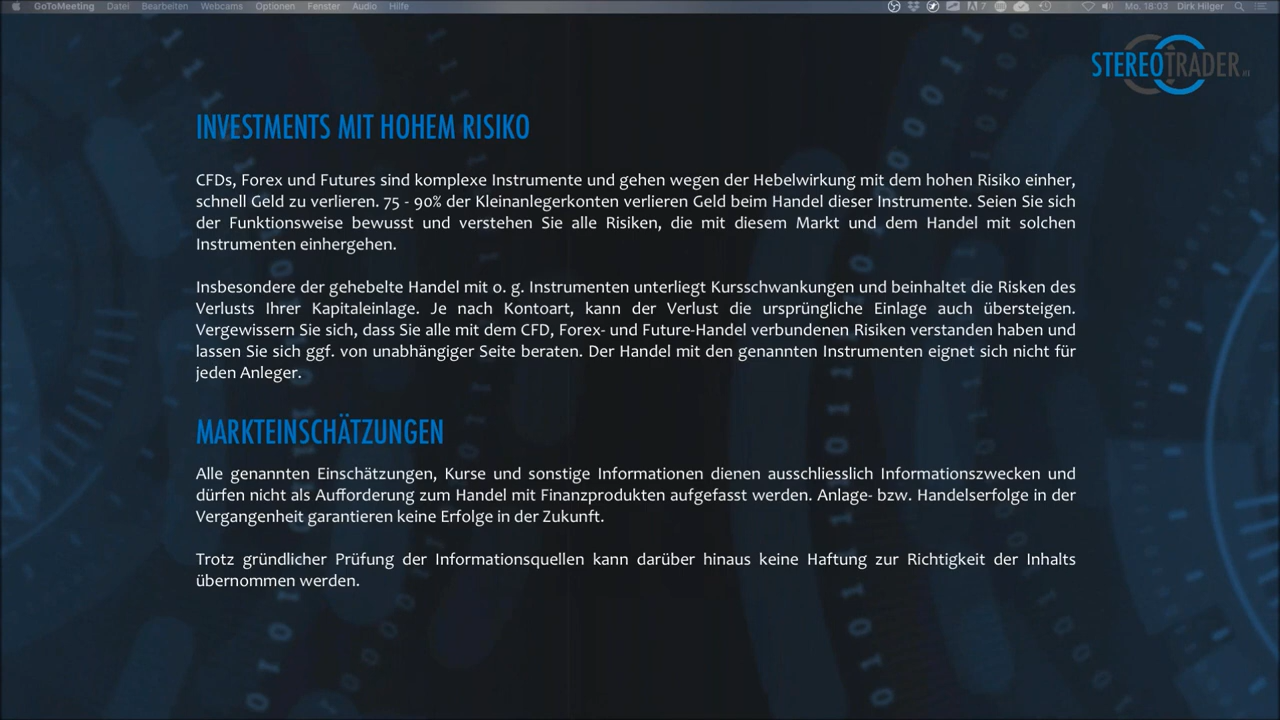 GoToMeeting Datei Bearbeiten Webcams Optionen Fenster Audio Hilfe 7 Mo. 18:03 Dirk Hilger
STEREOTRADER
INVESTMENTS MIT HOHEM RISIKO
CFDs, Forex und Futures sind komplexe Instrumente und gehen wegen der Hebelwirkung mit dem hohen Risiko einher,
schnell Geld zu verlieren. 75 - 90% der Kleinanlegerkonten verlieren Geld beim Handel dieser Instrumente. Seien Sie sich
der Funktionsweise bewusst und verstehen Sie alle Risiken, die mit diesem Markt und dem Handel mit solchen
Instrumenten einhergehen.
Insbesondere der gehebelte Handel mit o. g. Instrumenten unterliegt Kursschwankungen und beinhaltet die Risken des
Verlusts Ihrer Kapitaleinlage. Je nach Kontoart, kann der Verlust die ursprüngliche Einlage auch übersteigen.
Vergewissern Sie sich, dass Sie alle mit dem CFD, Forex- und Future-Handel verbundenen Risiken verstanden haben und
lassen Sie sich ggf. von unabhängiger Seite beraten. Der Handel mit den genannten Instrumenten eignet sich nicht für
jeden Anleger.
MARKTEINSCHÄTZUNGEN
Alle genannten Einschätzungen, Kurse und sonstige Informationen dienen ausschliesslich Informationszwecken und
dürfen nicht als Aufforderung zum Handel mit Finanzprodukten aufgefasst werden. Anlage- bzw. Handelserfolge in der
Vergangenheit garantieren keine Erfolge in der Zukunft.
Trotz gründlicher Prüfung der Informationsquellen kann darüber hinaus keine Haftung zur Richtigkeit der Inhalts
übernommen werden.